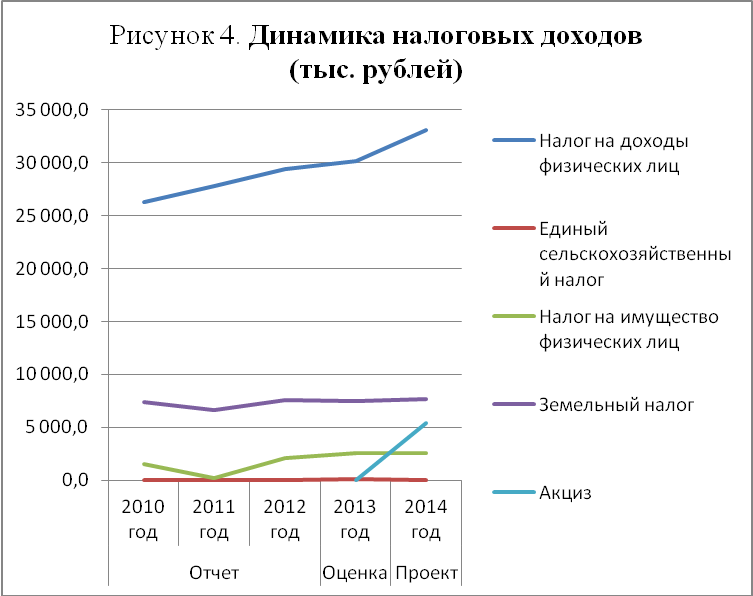 Рисунок 4. Динамика налоговых доходов
(тыс. рублей)
35 000,0
30 000,0
25 000,0
20 000,0
15 000,0
10 000,0
5 000,0
0,0
2010 год
2011 год
2012 год
2013 год
2014 год
Отчет
Оценка
Проект
Налог на доходы
физических лиц
Единый
сельскохозяйственны
й налог
Налог на имущество
физических лиц
Земельный налог
Акциз